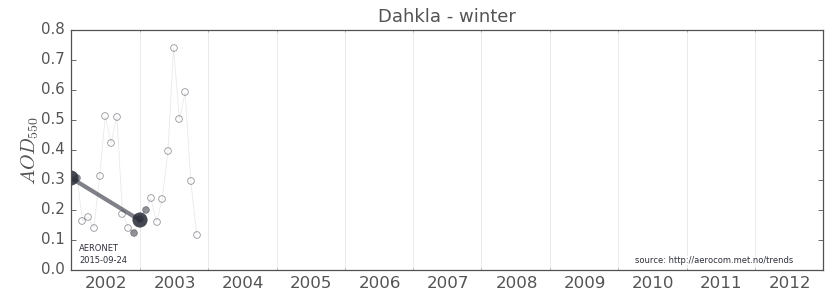 Dahkla - winter
0.8
0.7
0.6
0.5
0.4
0.3
0.2
0.1
0.0
AOD550
AERONET
2015-09-24
source: http://aerocom.met.no/trends
2002 2003 2004 2005 2006 2007 2008 2009 2010 2011 2012